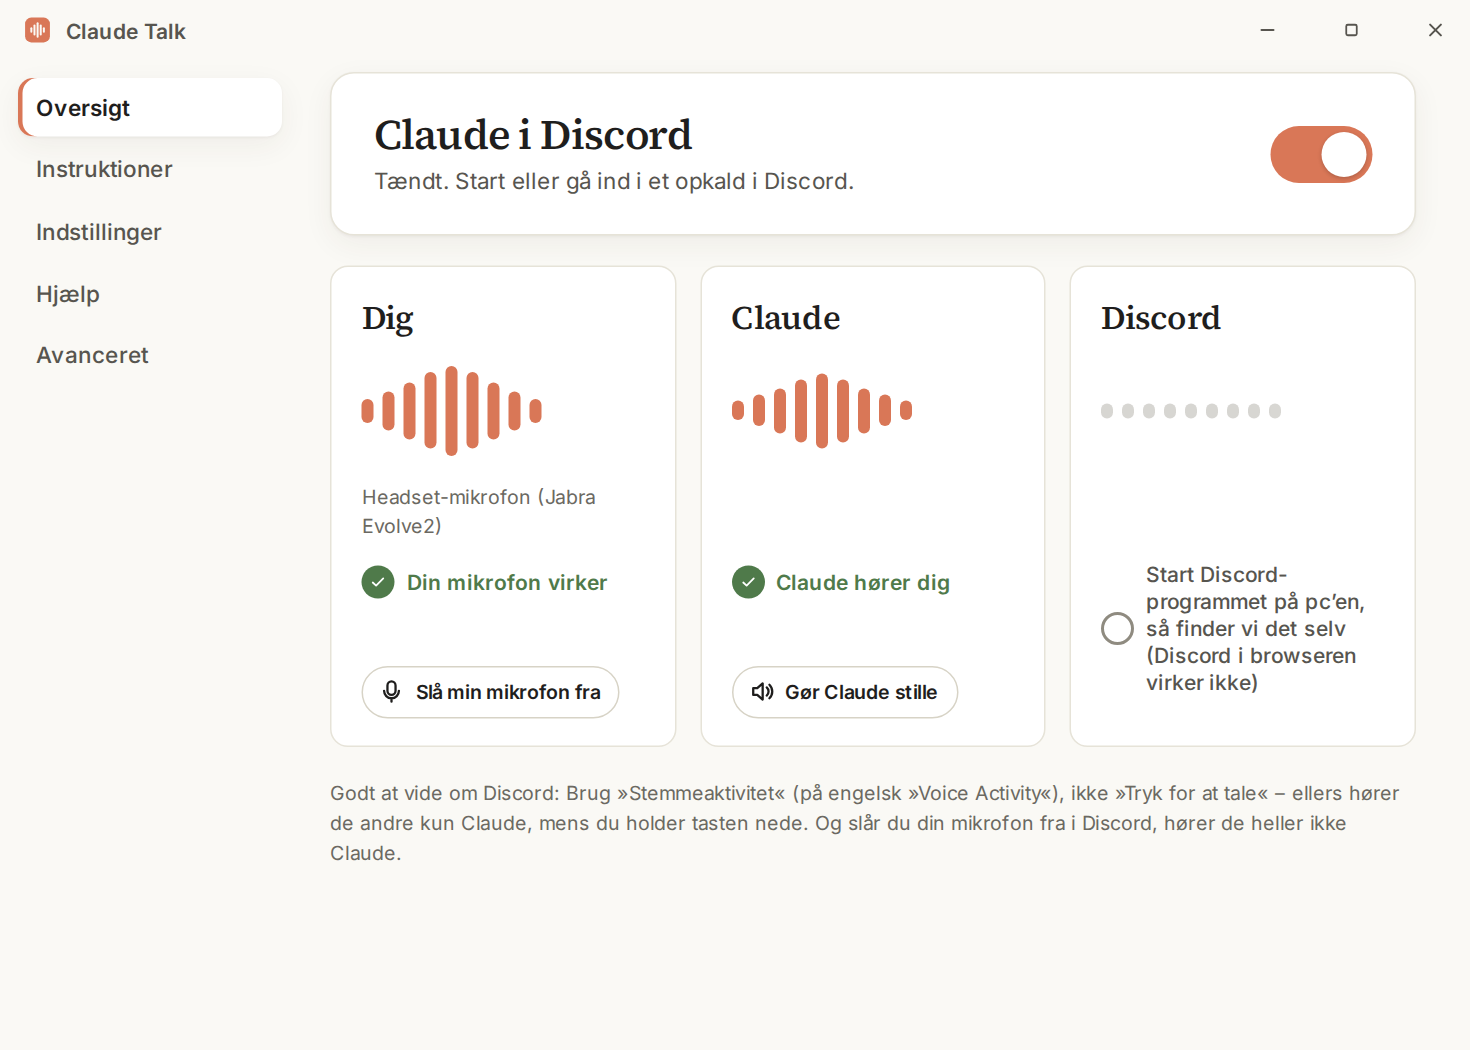 Claude Talk
Oversigt
Instruktioner
Indstillinger
Hjælp
Avanceret
Claude i Discord
Tændt. Start eller gå ind i et opkald i Discord.
Dig
Headset-mikrofon (Jabra
Evolve2)
Din mikrofon virker
Slå min mikrofon fra
Claude
Claude hører dig
Gør Claude stille
Discord
Start Discord-
programmet på pc’en,
så finder vi det selv
(Discord i browseren
virker ikke)
Godt at vide om Discord: Brug »Stemmeaktivitet« (på engelsk »Voice Activity«), ikke »Tryk for at tale« – ellers hører
de andre kun Claude, mens du holder tasten nede. Og slår du din mikrofon fra i Discord, hører de heller ikke
Claude.